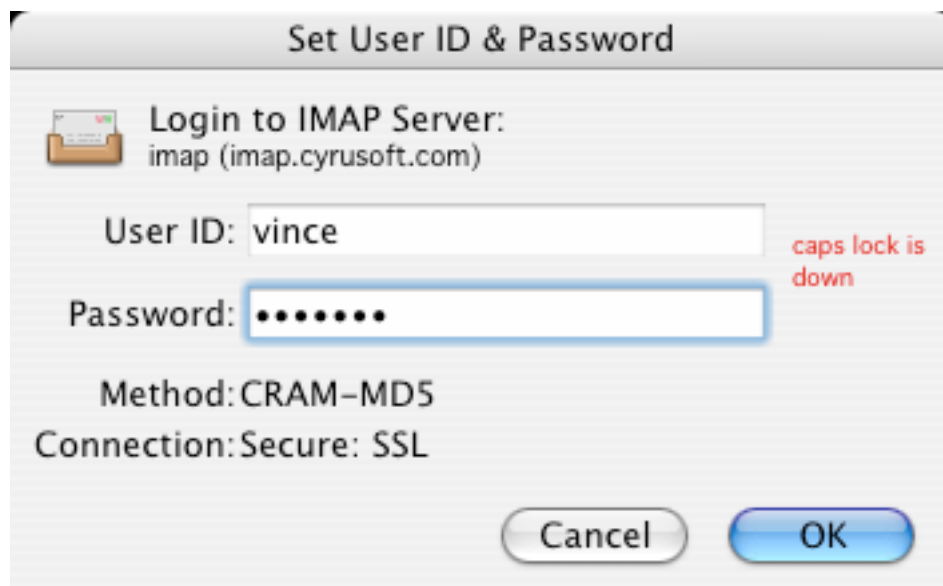 Set User ID & Password
Login to IMAP Server:
imap (imap.cyrusoft.com)
User ID: vince
caps lock is
down
Password: •••••••
Method: CRAM-MD5
Connection: Secure: SSL
Cancel OK